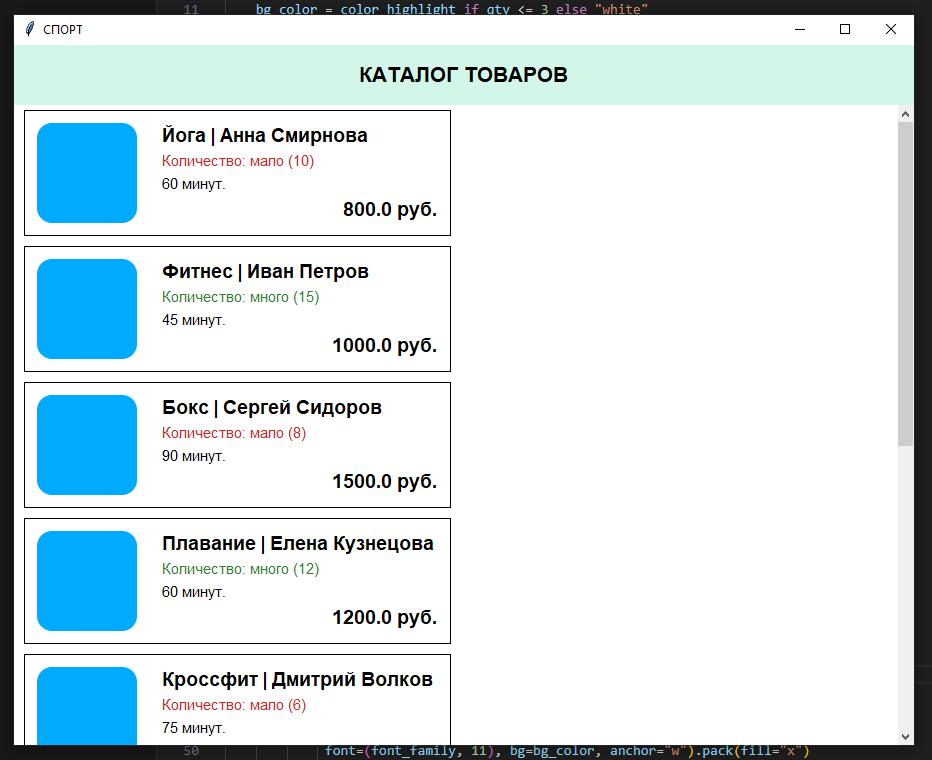 11 bg_color = color_highlight if qty <= 3 else "white"
СПОРТ
КАТАЛОГ ТОВАРОВ
Йога | Анна Смирнова
Количество: мало (10)
60 минут.
800.0 руб.
Фитнес | Иван Петров
Количество: много (15)
45 минут.
1000.0 руб.
Бокс | Сергей Сидоров
Количество: мало (8)
90 минут.
1500.0 руб.
Плавание | Елена Кузнецова
Количество: много (12)
60 минут.
1200.0 руб.
Кроссфит | Дмитрий Волков
Количество: мало (6)
75 минут.
50 font=(font_family, 11), bg=bg_color, anchor="w").pack(fill="x")